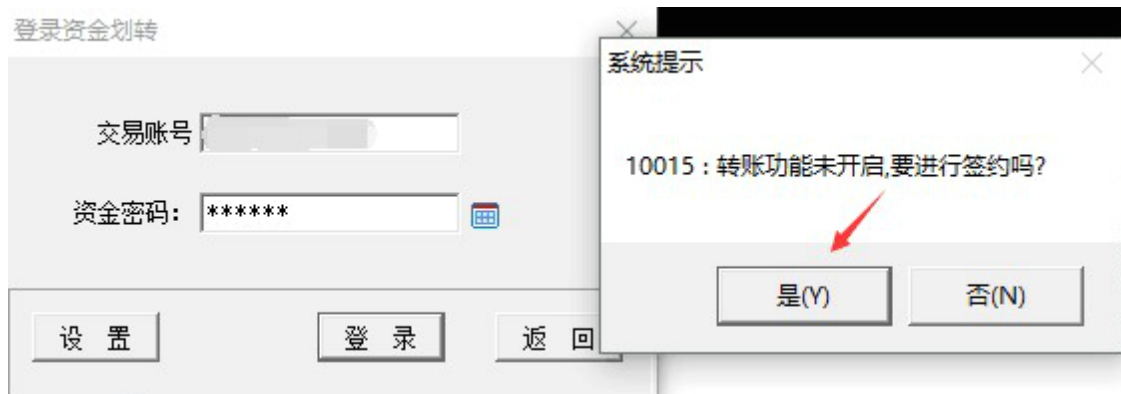 登录资金划转
交易账号
资金密码： ******
设 置
登 录
返 回
系统提示
10015 : 转账功能未开启,要进行签约吗?
是(Y)
否(N)